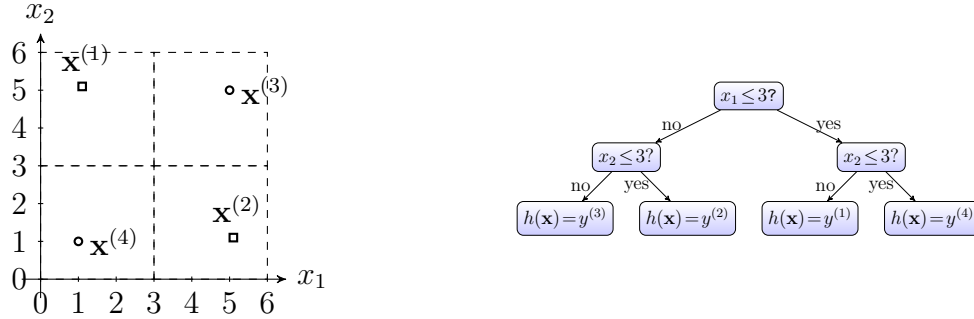 x₂
6
x⁽¹⁾
5
x⁽³⁾
4
3
2
x⁽²⁾
1
x⁽⁴⁾
0
x₁
0 1 2 3 4 5 6
x₁ ≤ 3?
no yes
x₂ ≤ 3? x₂ ≤ 3?
no yes no yes
h(x) = y⁽³⁾ h(x) = y⁽²⁾ h(x) = y⁽¹⁾ h(x) = y⁽⁴⁾